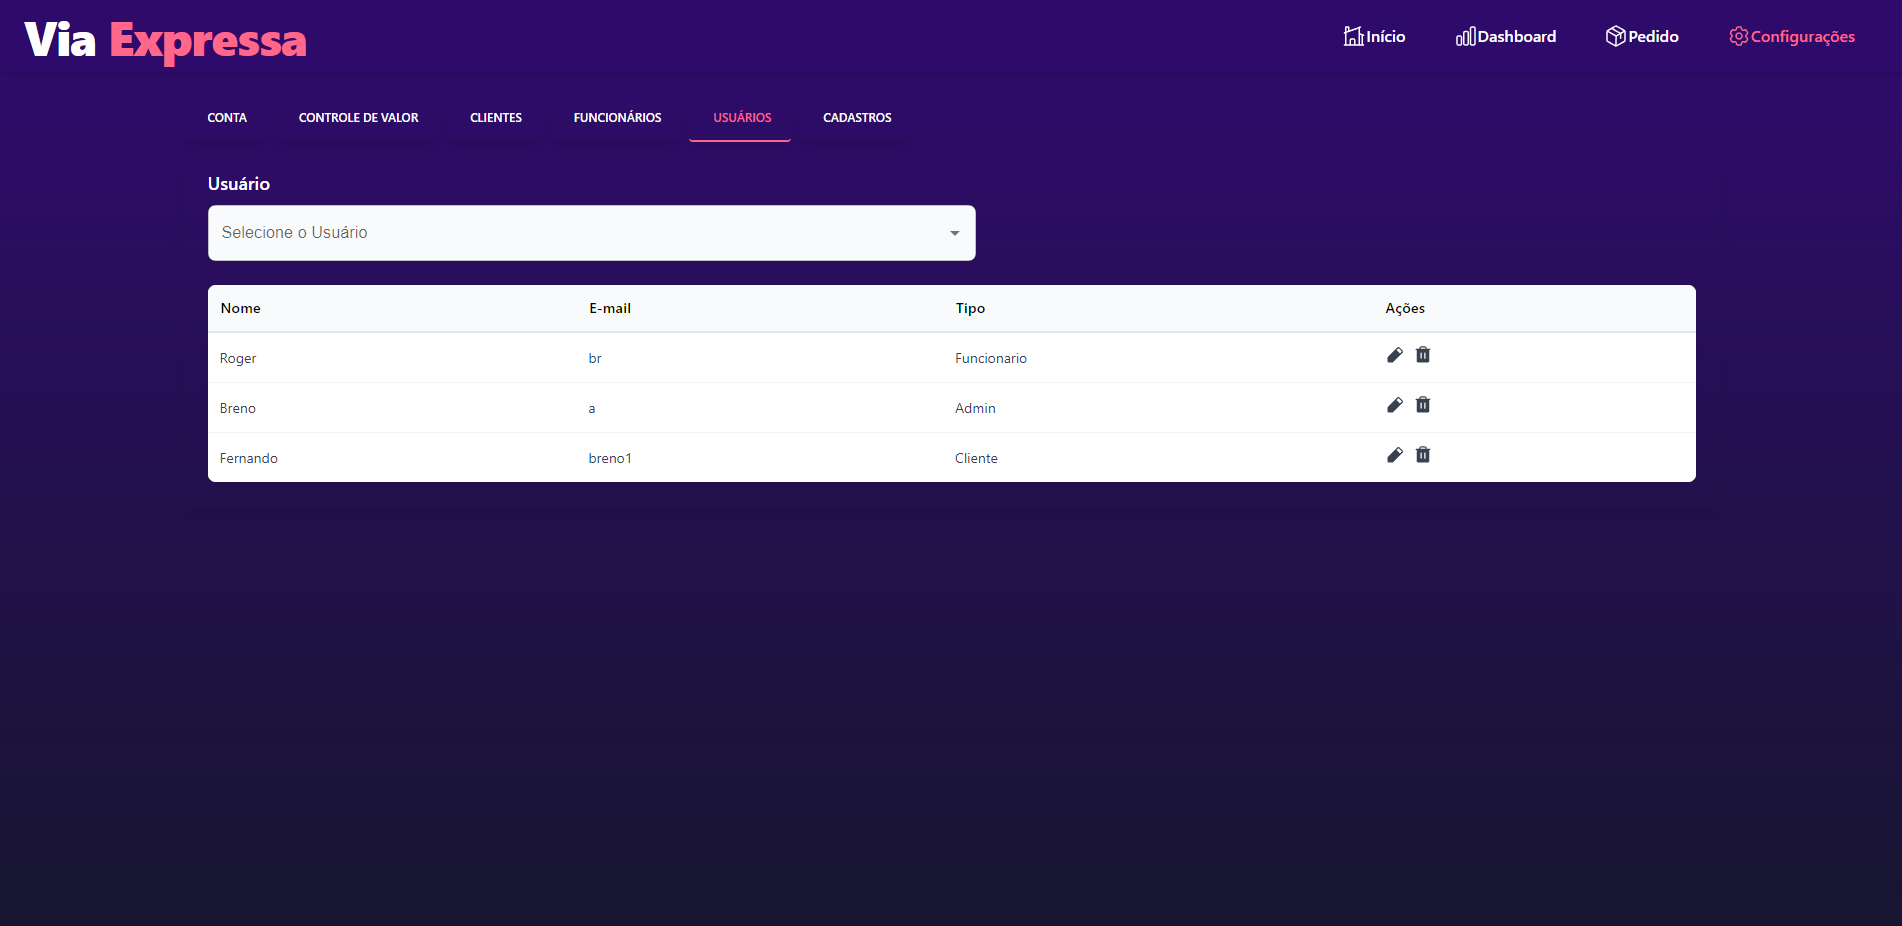 Via Expressa
Início Dashboard Pedido Configurações
CONTA CONTROLE DE VALOR CLIENTES FUNCIONÁRIOS USUÁRIOS CADASTROS
Usuário
Selecione o Usuário
Nome E-mail Tipo Ações
Roger br Funcionario
Breno a Admin
Fernando breno1 Cliente